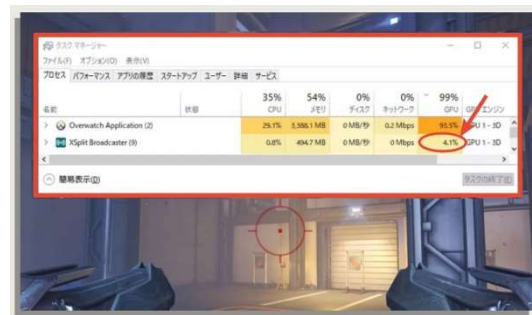 タスク マネージャー
ファイル(F) オプション(O) 表示(V)
プロセス パフォーマンス アプリの履歴 スタートアップ ユーザー 詳細 サービス
35% 54% 0% 0% 99%
名前 状態 CPU メモリ ディスク ネットワーク GPU GPU エンジン
Overwatch Application (2) 29.1% 3,386.1 MB 0 MB/秒 0.2 Mbps 93.5% GPU 1 - 3D
XSplit Broadcaster (9) 0.8% 494.7 MB 0 MB/秒 0 Mbps 4.1% GPU 1 - 3D
簡易表示(D) タスクの終了(E)